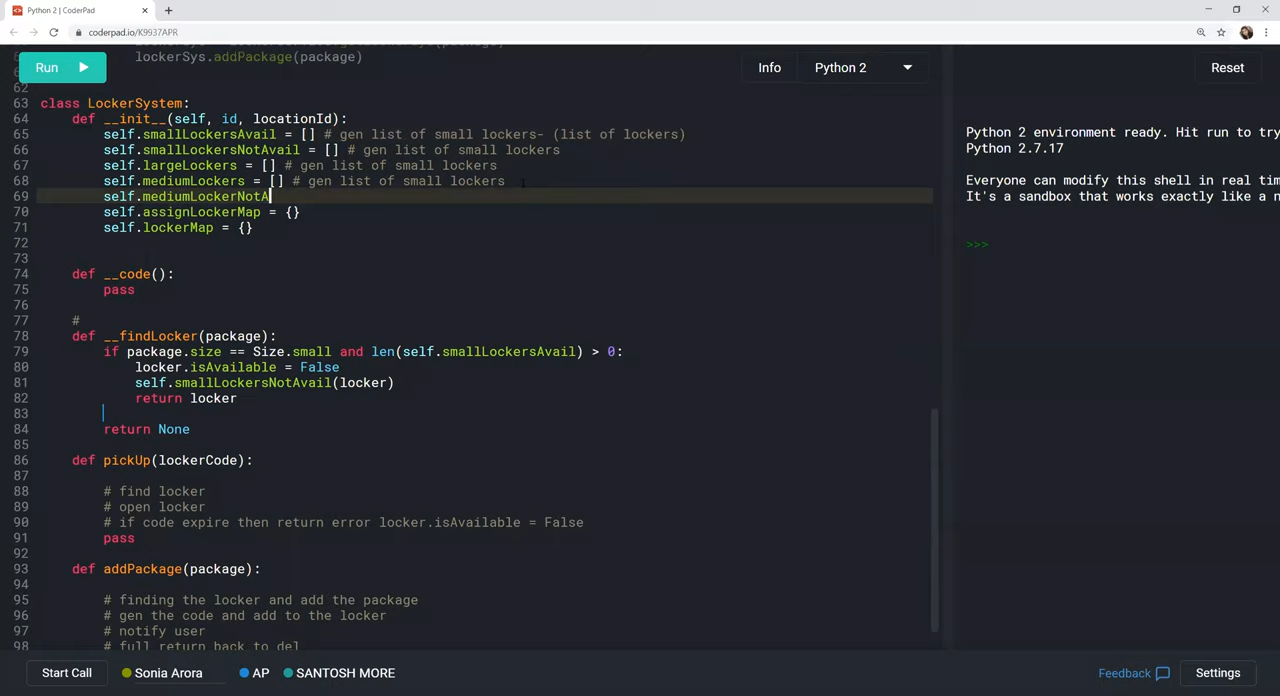 Python 2 | CoderPad
coderpad.io/K9937APR
Run
Info
Python 2
Reset
lockerSys.addPackage(package)
62
63 class LockerSystem:
64 def __init__(self, id, locationId):
65 self.smallLockersAvail = [] # gen list of small lockers- (list of lockers)
66 self.smallLockersNotAvail = [] # gen list of small lockers
67 self.largeLockers = [] # gen list of small lockers
68 self.mediumLockers = [] # gen list of small lockers
69 self.mediumLockerNotA
70 self.assignLockerMap = {}
71 self.lockerMap = {}
72
73
74 def __code():
75 pass
76
77 #
78 def __findLocker(package):
79 if package.size == Size.small and len(self.smallLockersAvail) > 0:
80 locker.isAvailable = False
81 self.smallLockersNotAvail(locker)
82 return locker
83
84 return None
85
86 def pickUp(lockerCode):
87
88 # find locker
89 # open locker
90 # if code expire then return error locker.isAvailable = False
91 pass
92
93 def addPackage(package):
94
95 # finding the locker and add the package
96 # gen the code and add to the locker
97 # notify user
98 # full return back to del
Python 2 environment ready. Hit run to try
Python 2.7.17
Everyone can modify this shell in real tim
It's a sandbox that works exactly like a n
>>>
Start Call
Sonia Arora
AP
SANTOSH MORE
Feedback
Settings